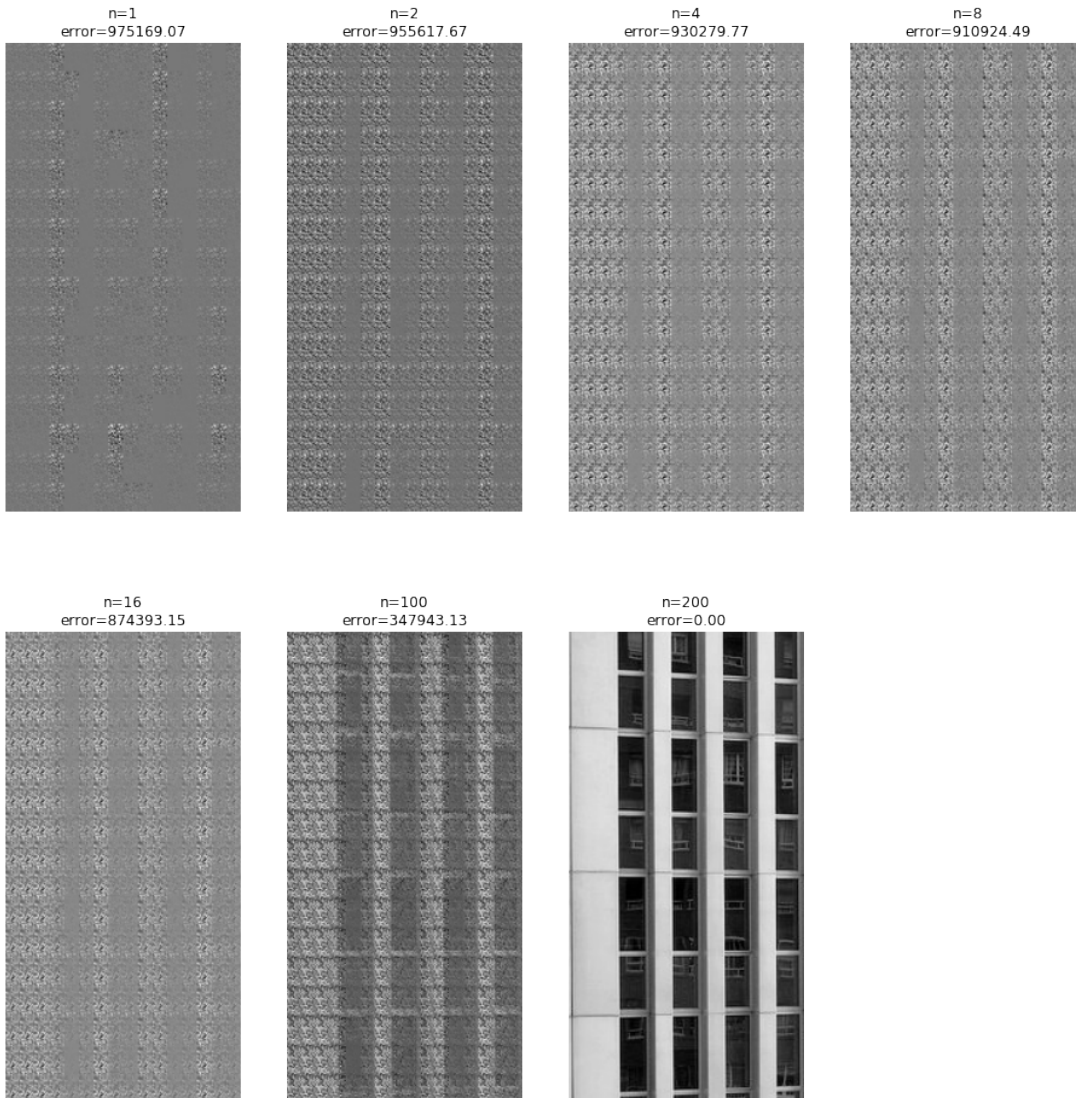 n=1
error=975169.07
n=2
error=955617.67
n=4
error=930279.77
n=8
error=910924.49
n=16
error=874393.15
n=100
error=347943.13
n=200
error=0.00